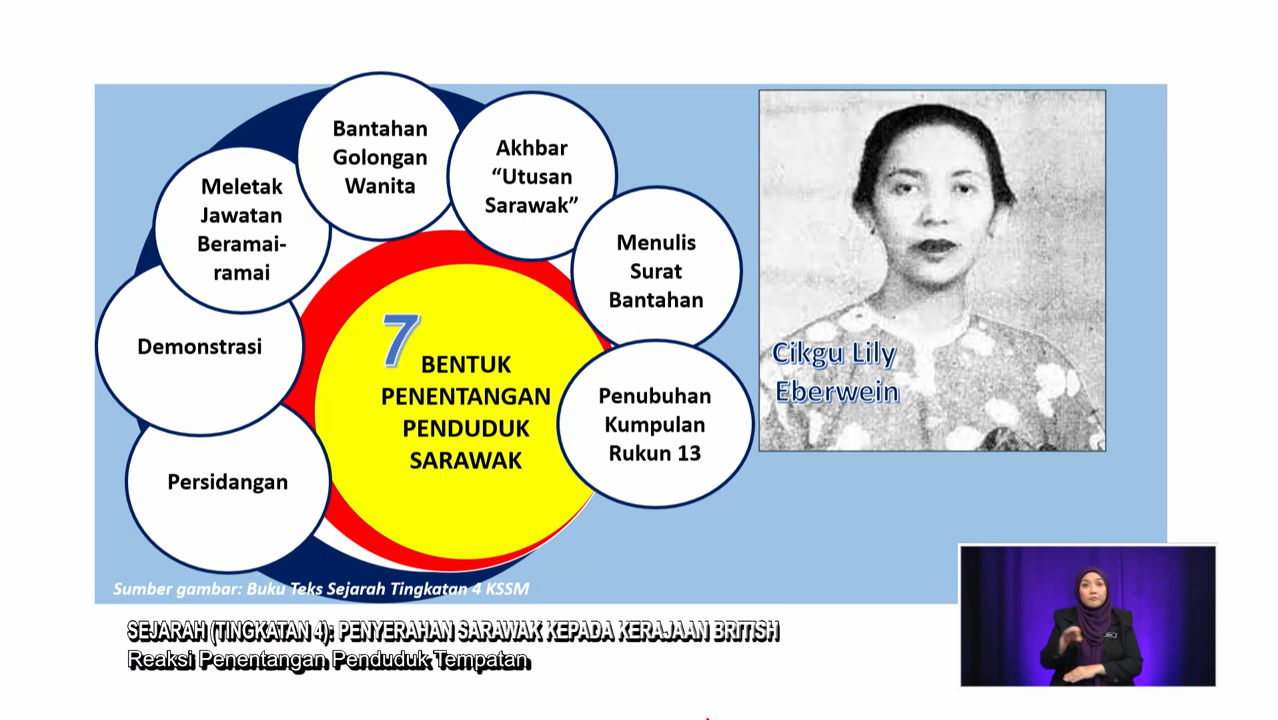 Bantahan
Golongan
Wanita
Akhbar
“Utusan
Sarawak”
Meletak
Jawatan
Beramai-
ramai
Menulis
Surat
Bantahan
Demonstrasi
7
BENTUK
PENENTANGAN
PENDUDUK
SARAWAK
Penubuhan
Kumpulan
Rukun 13
Persidangan
Cikgu Lily
Eberwein
Sumber gambar: Buku Teks Sejarah Tingkatan 4 KSSM
SEJARAH (TINGKATAN 4): PENYERAHAN SARAWAK KEPADA KERAJAAN BRITISH
Reaksi Penentangan Penduduk Tempatan